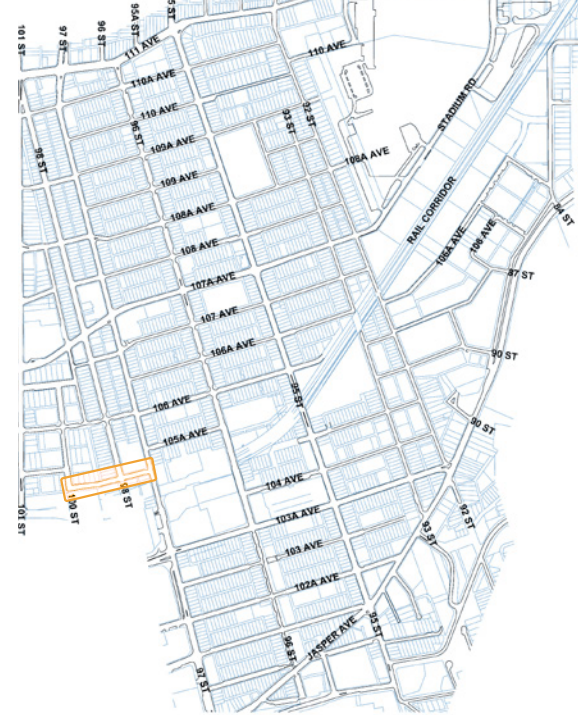 101 ST
97 ST
96 ST
95A ST
111 AVE
110 AVE
110A AVE
110 AVE
96 ST
98 ST
109A AVE
93 ST
92 ST
STADIUM RD
108A AVE
109 AVE
108A AVE
RAIL CORRIDOR
84 ST
106A AVE
106 AVE
108 AVE
87 ST
107A AVE
107 AVE
106A AVE
90 ST
95 ST
106 AVE
90 ST
105A AVE
104 AVE
98 ST
100 ST
101 ST
103A AVE
92 ST
93 ST
103 AVE
102A AVE
95 ST
JASPER AVE
96 ST
97 ST